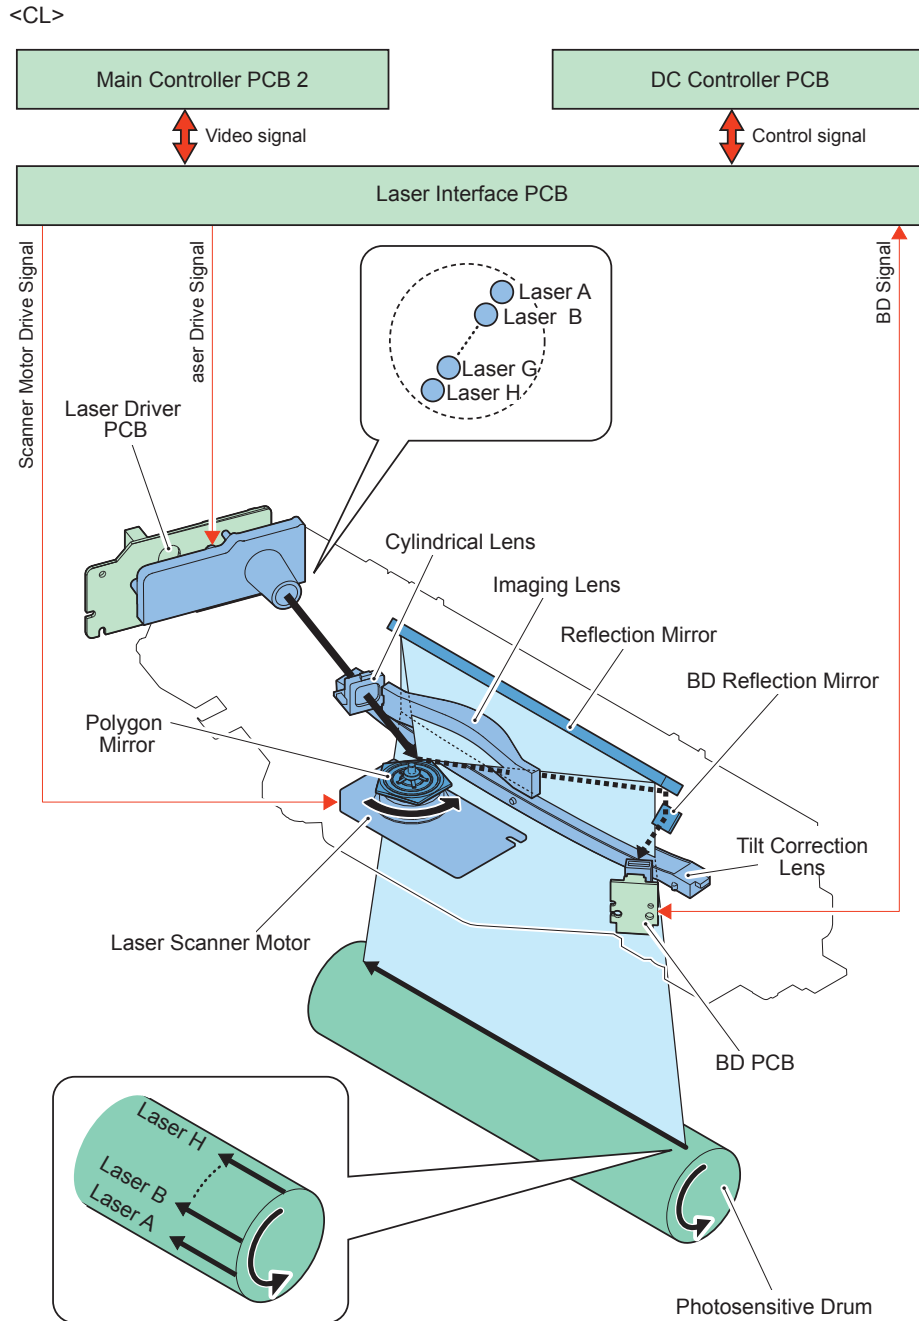 <CL>
Main Controller PCB 2
DC Controller PCB
Video signal
Control signal
Laser Interface PCB
Scanner Motor Drive Signal
aser Drive Signal
BD Signal
Laser A
Laser B
Laser G
Laser H
Laser Driver
PCB
Cylindrical Lens
Imaging Lens
Reflection Mirror
BD Reflection Mirror
Polygon
Mirror
Tilt Correction
Lens
Laser Scanner Motor
BD PCB
Laser H
Laser B
Laser A
Photosensitive Drum